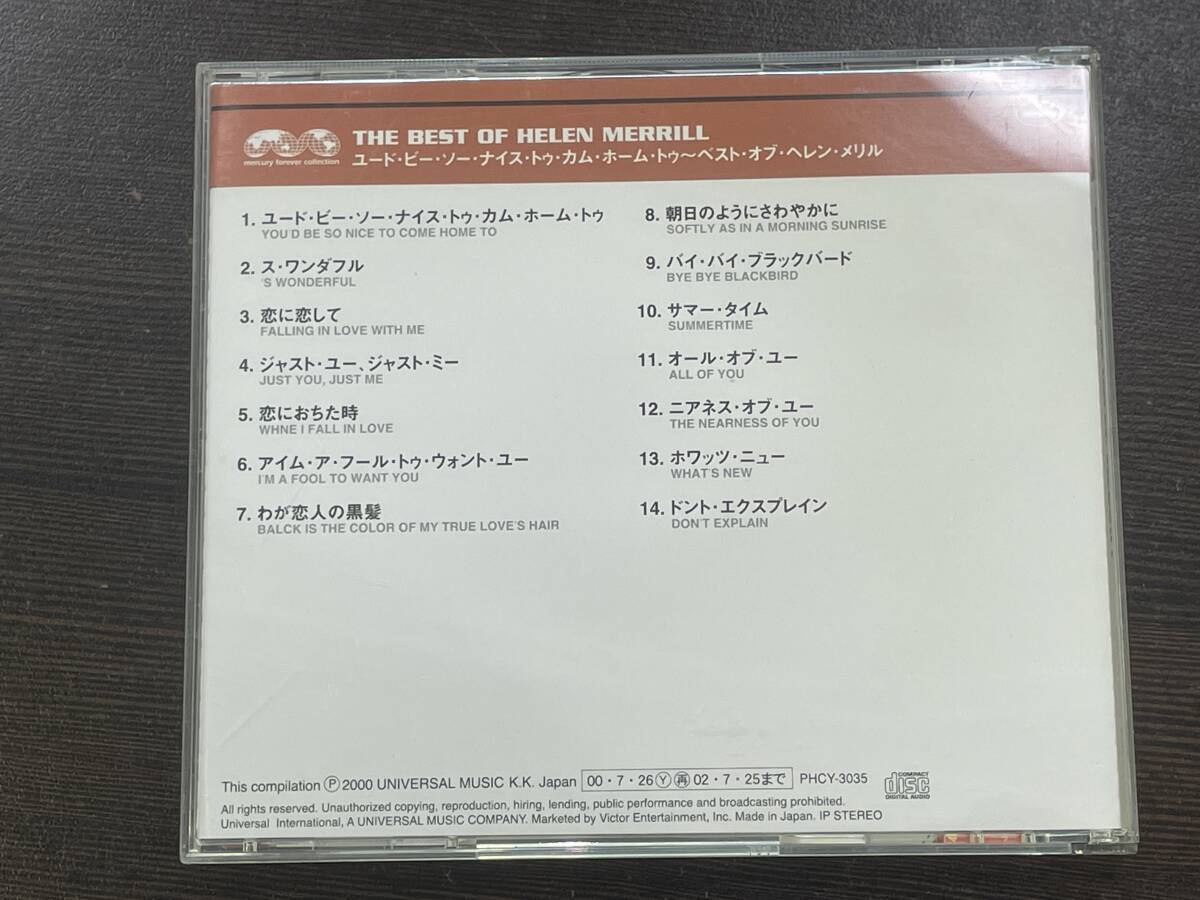 THE BEST OF HELEN MERRILL
mercury forever collection
ユード・ビー・ソー・ナイス・トゥ・カム・ホーム・トゥ〜ベスト・オブ・ヘレン・メリル
1. ユード・ビー・ソー・ナイス・トゥ・カム・ホーム・トゥ
YOU'D BE SO NICE TO COME HOME TO
2. ス・ワンダフル
'S WONDERFUL
3. 恋に恋して
FALLING IN LOVE WITH ME
4. ジャスト・ユー、ジャスト・ミー
JUST YOU, JUST ME
5. 恋におちた時
WHNE I FALL IN LOVE
6. アイム・ア・フール・トゥ・ウォント・ユー
I'M A FOOL TO WANT YOU
7. わが恋人の黒髪
BALCK IS THE COLOR OF MY TRUE LOVE'S HAIR
8. 朝日のようにさわやかに
SOFTLY AS IN A MORNING SUNRISE
9. バイ・バイ・ブラックバード
BYE BYE BLACKBIRD
10. サマー・タイム
SUMMERTIME
11. オール・オブ・ユー
ALL OF YOU
12. ニアネス・オブ・ユー
THE NEARNESS OF YOU
13. ホワッツ・ニュー
WHAT'S NEW
14. ドント・エクスプレイン
DON'T EXPLAIN
This compilation Ⓟ2000 UNIVERSAL MUSIC K.K. Japan 00・7・26Ⓨ㊢02・7・25まで PHCY-3035
COMPACT
disc
DIGITAL AUDIO
All rights reserved. Unauthorized copying, reproduction, hiring, lending, public performance and broadcasting prohibited.
Universal International, A UNIVERSAL MUSIC COMPANY. Marketed by Victor Entertainment, Inc. Made in Japan. IP STEREO